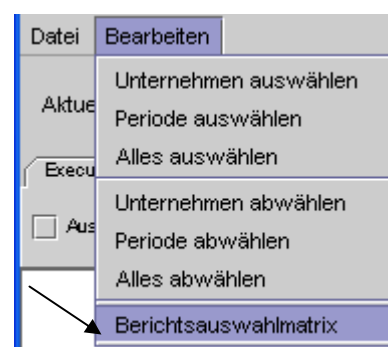 Datei Bearbeiten
Unternehmen auswählen
Aktue
Periode auswählen
Alles auswählen
Execu
Unternehmen abwählen
Aus
Periode abwählen
Alles abwählen
Berichtsauswahlmatrix